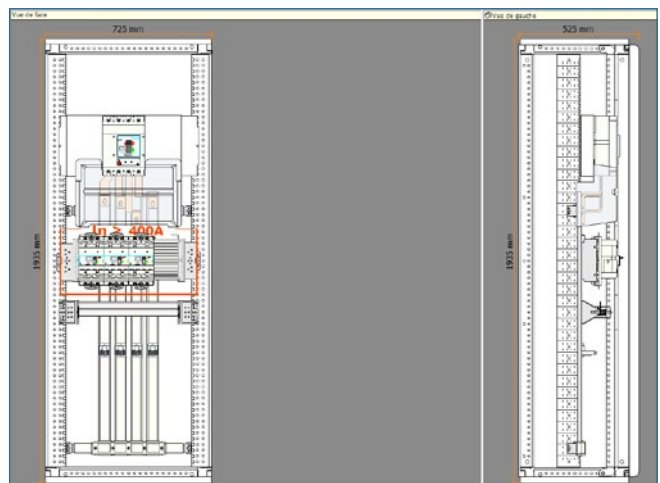 Vue de face
Vue de gauche
725 mm
525 mm
1935 mm
In > 400A
1935 mm